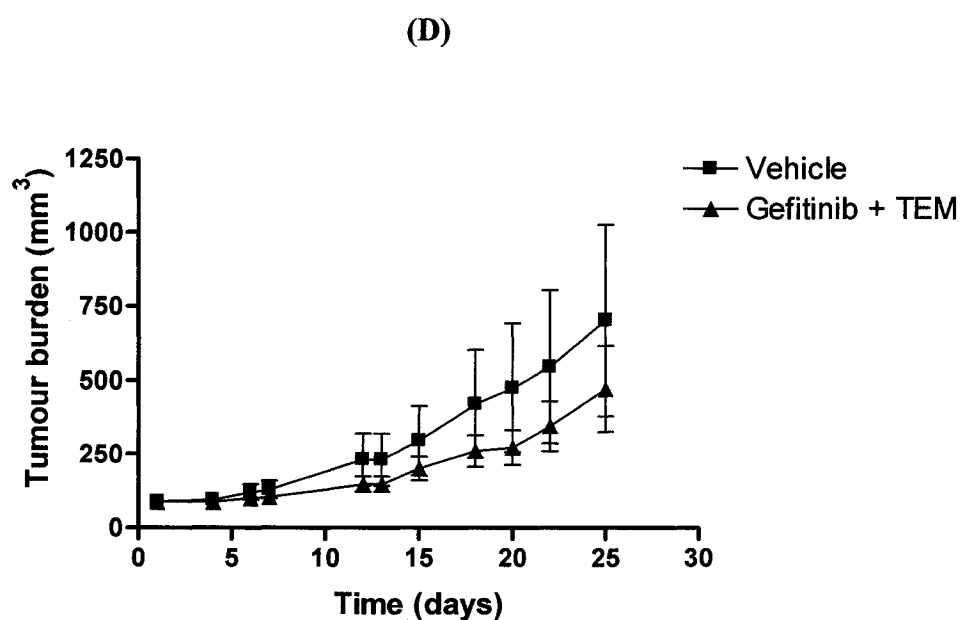 (D)
1250
1000
750
500
250
0
Tumour burden (mm³)
0 5 10 15 20 25 30
Time (days)
Vehicle
Gefitinib + TEM